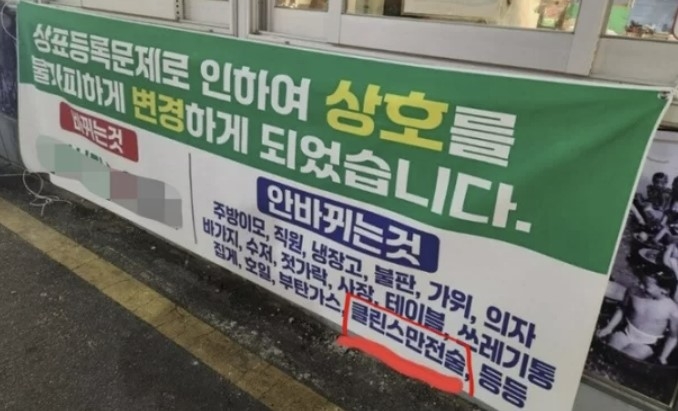 상표등록문제로 인하여 상호를
불가피하게 변경하게 되었습니다.
바뀌는것
안바뀌는것
주방이모, 직원, 냉장고, 불판, 가위, 의자
바가지, 수저, 젓가락, 사장, 테이블, 쓰레기통
집게, 호일, 부탄가스, 클린스만전술, 등등